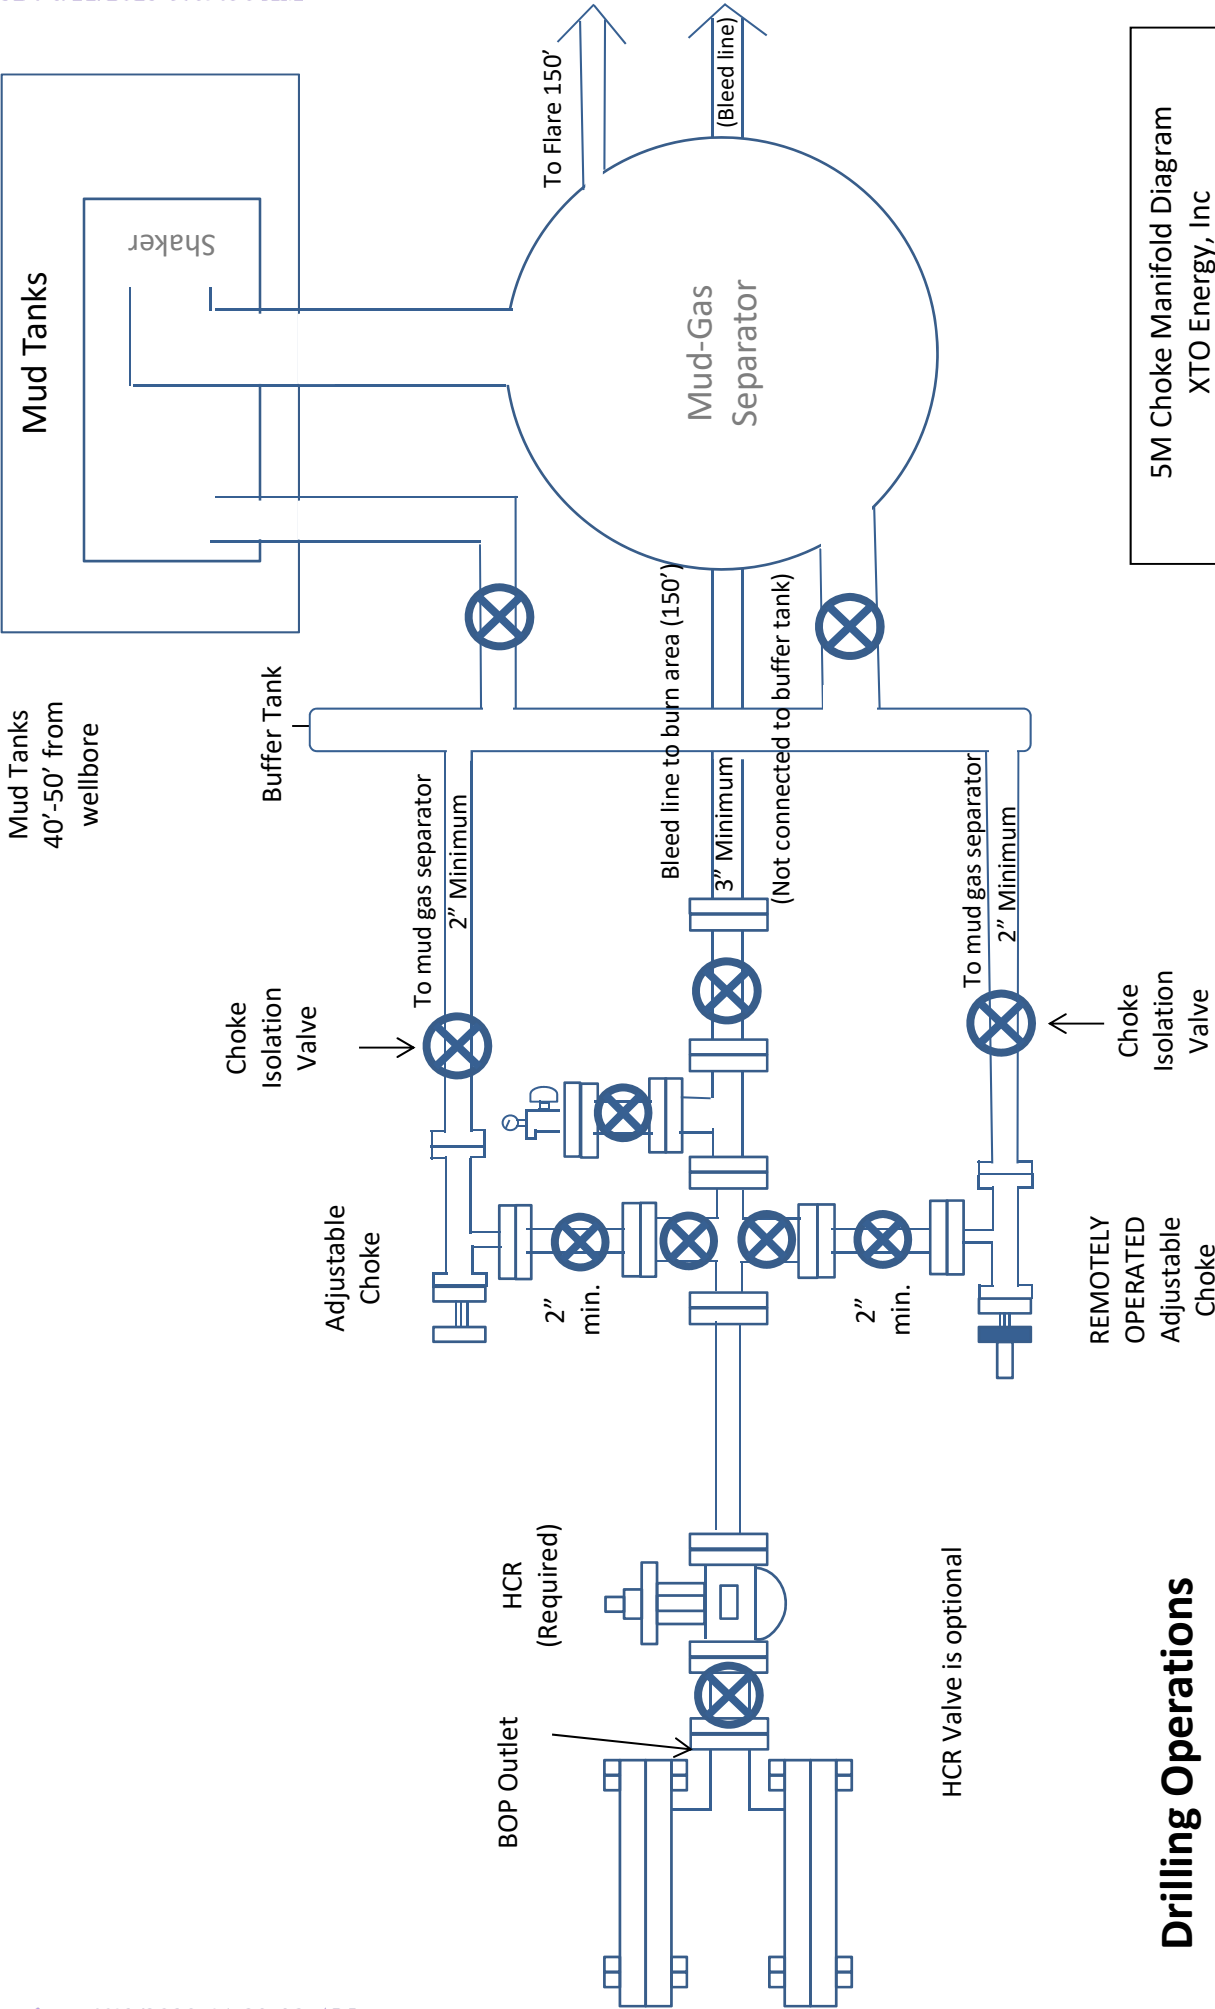 Mud Tanks
Shaker
Mud Tanks
40’-50’ from
wellbore
Buffer Tank
To Flare 150’
(Bleed line)
Mud-Gas
Separator
5M Choke Manifold Diagram
XTO Energy, Inc
Bleed line to burn area (150’)
3” Minimum
(Not connected to buffer tank)
To mud gas separator
2” Minimum
To mud gas separator
2” Minimum
Choke
Isolation
Valve
Choke
Isolation
Valve
Adjustable
Choke
2”
min.
2”
min.
REMOTELY
OPERATED
Adjustable
Choke
HCR
(Required)
BOP Outlet
HCR Valve is optional
Drilling Operations